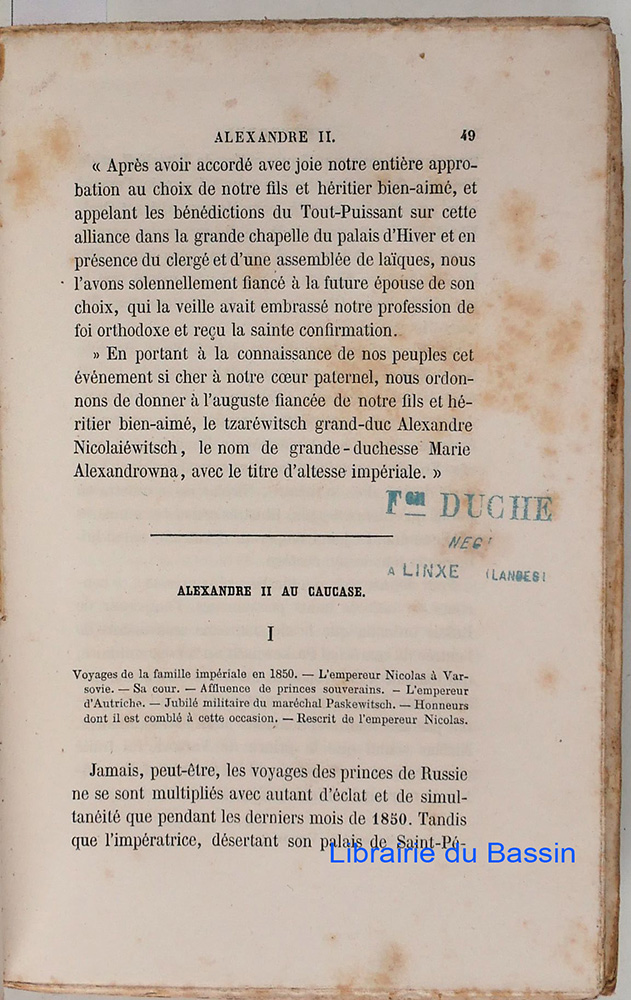 ALEXANDRE II. 49
« Après avoir accordé avec joie notre entière appro-
bation au choix de notre fils et héritier bien-aimé, et
appelant les bénédictions du Tout-Puissant sur cette
alliance dans la grande chapelle du palais d'Hiver et en
présence du clergé et d'une assemblée de laïques, nous
l'avons solennellement fiancé à la future épouse de son
choix, qui la veille avait embrassé notre profession de
foi orthodoxe et reçu la sainte confirmation.
» En portant à la connaissance de nos peuples cet
événement si cher à notre cœur paternel, nous ordon-
nons de donner à l'auguste fiancée de notre fils et hé-
ritier bien-aimé, le tzaréwitsch grand-duc Alexandre
Nicolaiéwitsch, le nom de grande-duchesse Marie
Alexandrowna, avec le titre d'altesse impériale. »
DUCHÉ
NEGt
A LINXE (LANDES)
ALEXANDRE II AU CAUCASE.
I
Voyages de la famille impériale en 1850. — L'empereur Nicolas à Var-
sovie. — Sa cour. — Affluence de princes souverains. — L'empereur
d'Autriche. — Jubilé militaire du maréchal Paskewitsch. — Honneurs
dont il est comblé à cette occasion. — Rescrit de l'empereur Nicolas.
Jamais, peut-être, les voyages des princes de Russie
ne se sont multipliés avec autant d'éclat et de simul-
tanéité que pendant les derniers mois de 1850. Tandis
que l'impératrice, désertant son palais de Saint-Pé-
Librairie du Bassin